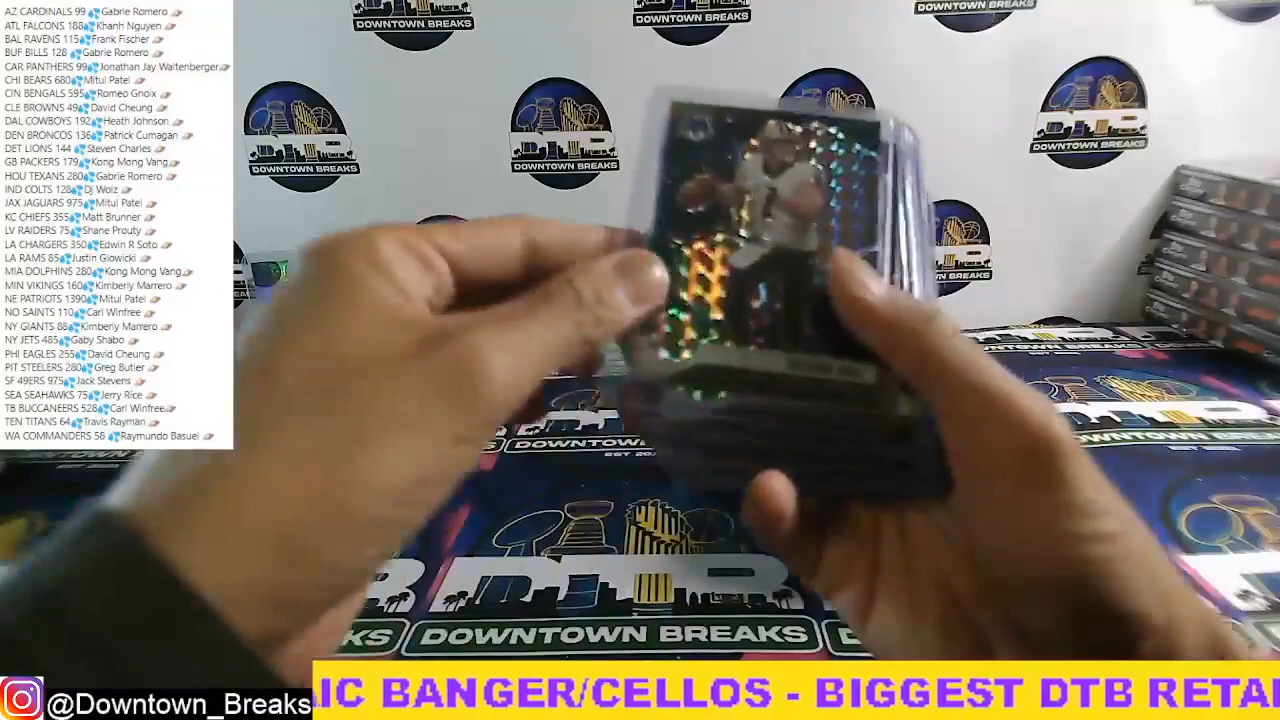 AZ CARDINALS 99💦Gabrie Romero
ATL FALCONS 188💦Khanh Nguyen
BAL RAVENS 115💦Frank Fischer
BUF BILLS 128 💦Gabrie Romero
CAR PANTHERS 99💦Jonathan Jay Waltenberger
CHI BEARS 680💦Mitul Patel
CIN BENGALS 595💦Romeo Gnoix
CLE BROWNS 49💦David Cheung
DAL COWBOYS 192💦Heath Johnson
DEN BRONCOS 136💦Patrick Cumagan
DET LIONS 144 💦Steven Charles
GB PACKERS 179💦Kong Mong Vang
HOU TEXANS 280💦Gabrie Romero
IND COLTS 128💦Dj Wolz
JAX JAGUARS 975💦Mitul Patel
KC CHIEFS 355💦Matt Brunner
LV RAIDERS 75💦Shane Prouty
LA CHARGERS 350💦Edwin R Soto
LA RAMS 85💦Justin Glowicki
MIA DOLPHINS 280💦Kong Mong Vang
MIN VIKINGS 160💦Kimberly Marrero
NE PATRIOTS 1390💦Mitul Patel
NO SAINTS 110💦Carl Winfree
NY GIANTS 88💦Kimberly Marrero
NY JETS 485💦Gaby Shabo
PHI EAGLES 255💦David Cheung
PIT STEELERS 280💦Greg Butler
SF 49ERS 975💦Jack Stevens
SEA SEAHAWKS 75💦Jerry Rice
TB BUCCANEERS 528💦Carl Winfree
TEN TITANS 64💦Travis Rayman
WA COMMANDERS 58 💦Raymundo Basuel
DOWNTOWN BREAKS
DOWNTOWN BREAKS
DOWNTOWN BREAKS
DTB
DOWNTOWN BREAKS
DTB
DOWNTOWN BREAKS
DTB
DOWNTOWN BREAKS
DTB
DOWNTOWN BREAKS
KS
@Downtown_Breaks
IC BANGER/CELLOS - BIGGEST DTB RETAI